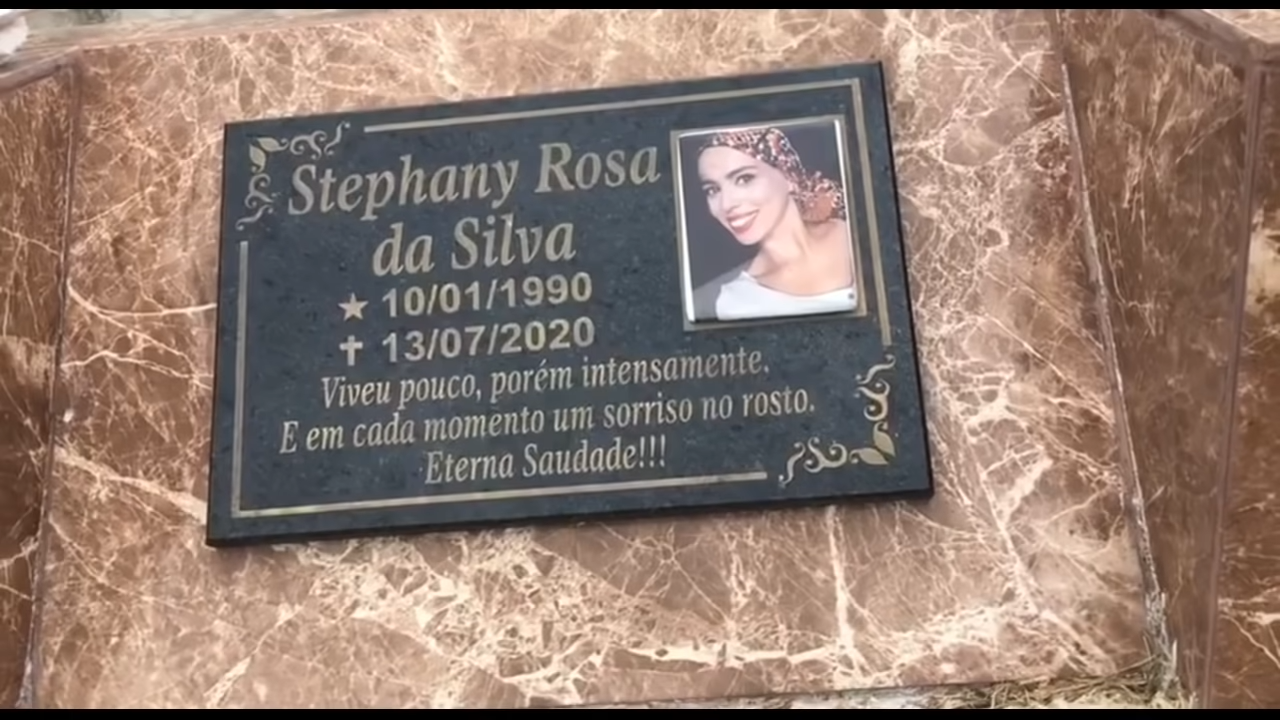 Stephany Rosa
da Silva
★ 10/01/1990
✝ 13/07/2020
Viveu pouco, porém intensamente.
E em cada momento um sorriso no rosto.
Eterna Saudade!!!